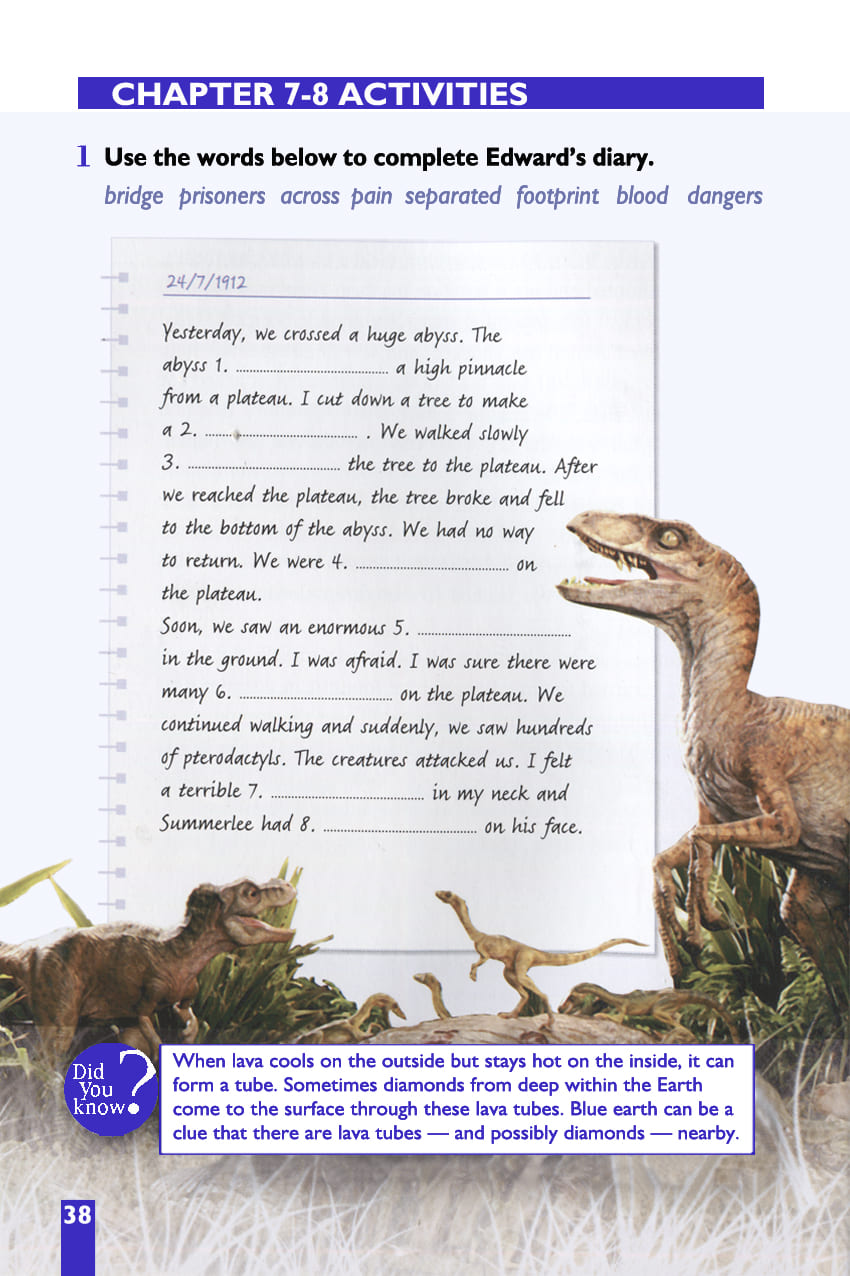 CHAPTER 7-8 ACTIVITIES
1 Use the words below to complete Edward's diary.
bridge prisoners across pain separated footprint blood dangers
24/7/1912
Yesterday, we crossed a huge abyss. The
abyss 1. .......................................... a high pinnacle
from a plateau. I cut down a tree to make
a 2. .......................................... . We walked slowly
3. .......................................... the tree to the plateau. After
we reached the plateau, the tree broke and fell
to the bottom of the abyss. We had no way
to return. We were 4. .......................................... on
the plateau.
Soon, we saw an enormous 5. ..........................................
in the ground. I was afraid. I was sure there were
many 6. .......................................... on the plateau. We
continued walking and suddenly, we saw hundreds
of pterodactyls. The creatures attacked us. I felt
a terrible 7. .......................................... in my neck and
Summerlee had 8. .......................................... on his face.
Did
You
know?
When lava cools on the outside but stays hot on the inside, it can
form a tube. Sometimes diamonds from deep within the Earth
come to the surface through these lava tubes. Blue earth can be a
clue that there are lava tubes — and possibly diamonds — nearby.
38